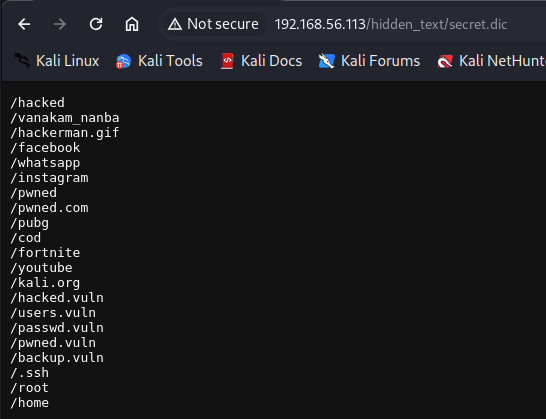 Not secure 192.168.56.113/hidden_text/secret.dic
Kali Linux Kali Tools Kali Docs Kali Forums Kali NetHunt
/hacked
/vanakam_nanba
/hackerman.gif
/facebook
/whatsapp
/instagram
/pwned
/pwned.com
/pubg
/cod
/fortnite
/youtube
/kali.org
/hacked.vuln
/users.vuln
/passwd.vuln
/pwned.vuln
/backup.vuln
/.ssh
/root
/home